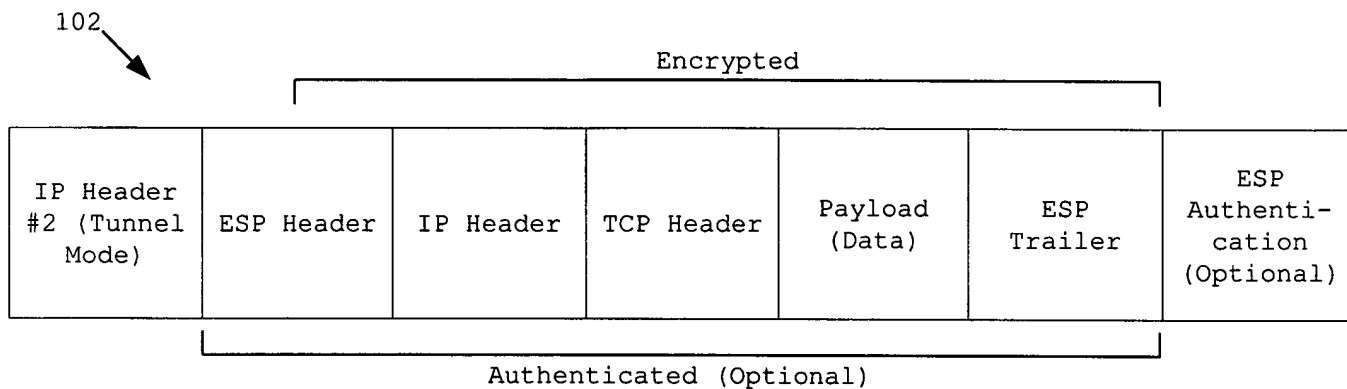 102
Encrypted
IP Header
#2 (Tunnel
Mode)
ESP Header
IP Header
TCP Header
Payload
(Data)
ESP
Trailer
ESP
Authenti-
cation
(Optional)
Authenticated (Optional)